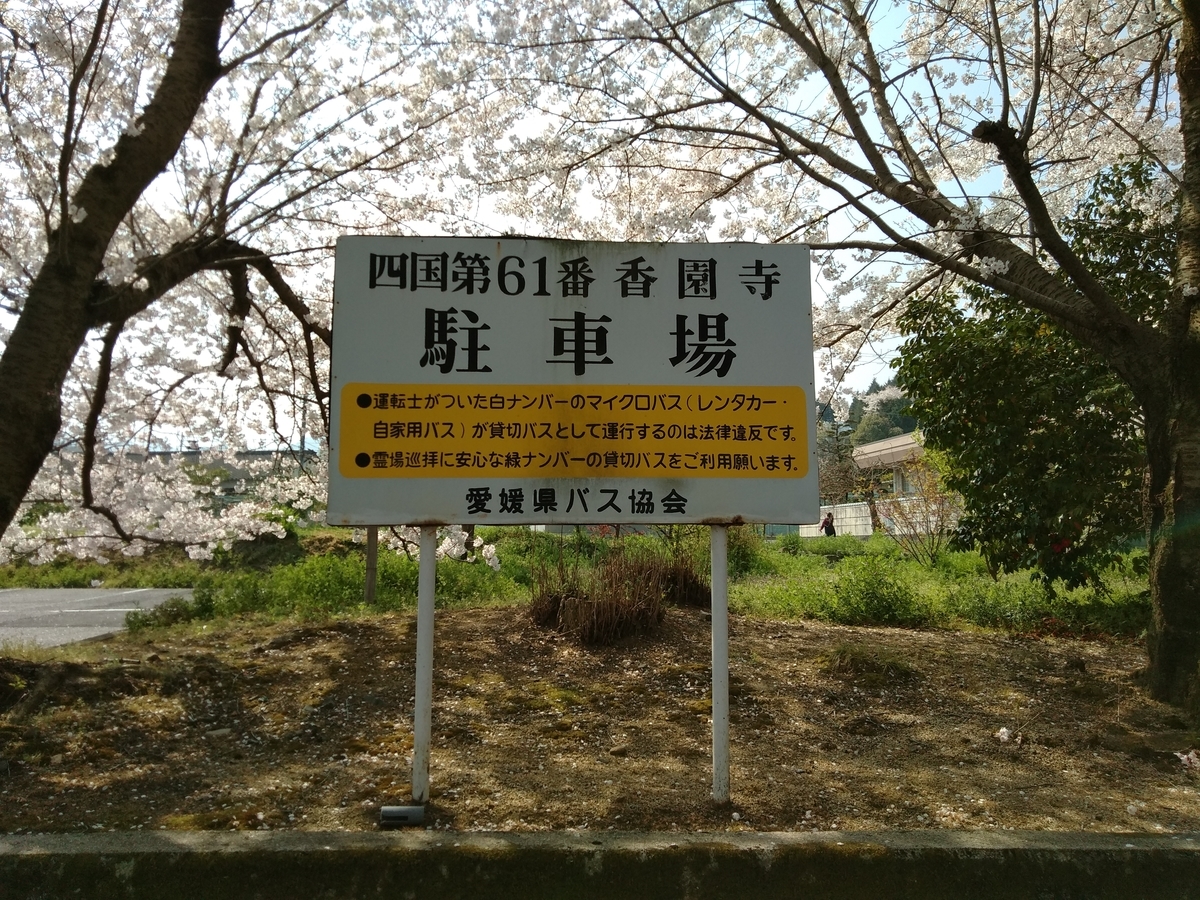 四国第61番香園寺
駐車場
●運転士がついた白ナンバーのマイクロバス(レンタカー・
自家用バス)が貸切バスとして運行するのは法律違反です。
●霊場巡拝に安心な緑ナンバーの貸切バスをご利用願います。
愛媛県バス協会